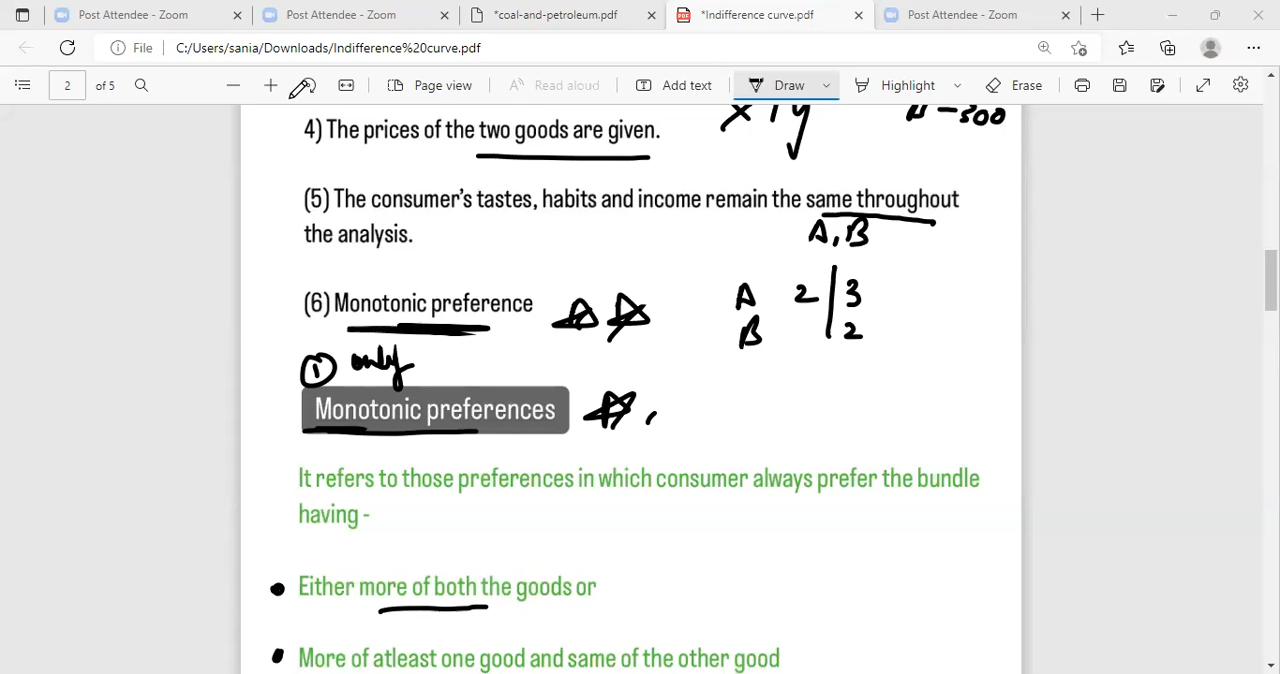 Post Attendee - Zoom
Post Attendee - Zoom
*coal-and-petroleum.pdf
*Indifference curve.pdf
Post Attendee - Zoom
File
C:/Users/sania/Downloads/Indifference%20curve.pdf
2 of 5
Page view
Read aloud
Add text
Draw
Highlight
Erase
x + y
4) The prices of the two goods are given.
(5) The consumer's tastes, habits and income remain the same throughout
the analysis.
A, B
(6) Monotonic preference
A 2 3
B 2
① only
Monotonic preferences
It refers to those preferences in which consumer always prefer the bundle
having -
• Either more of both the goods or
• More of atleast one good and same of the other good